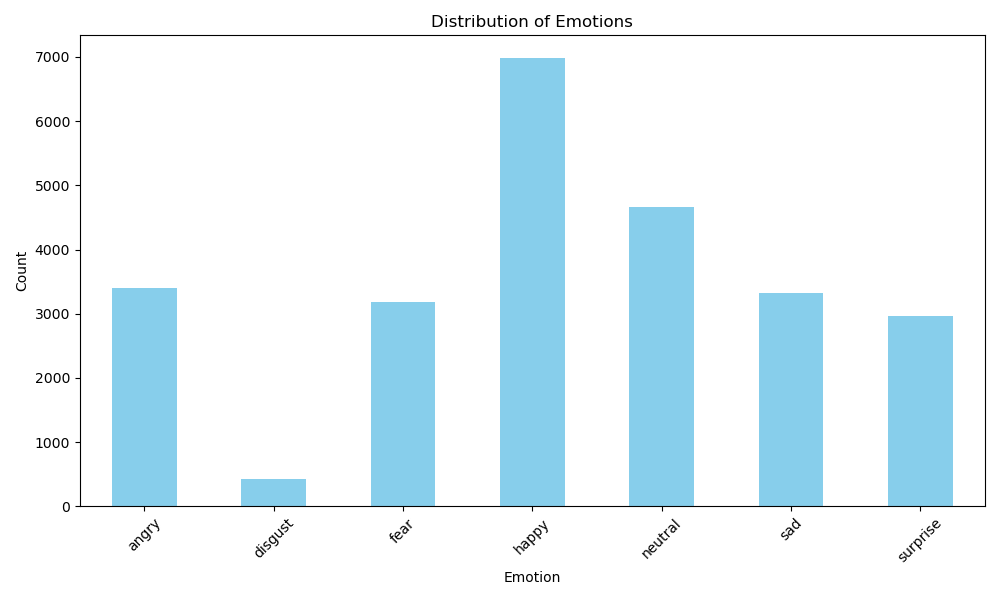 Distribution of Emotions
7000
6000
5000
4000
3000
2000
1000
0
Count
angry
disgust
fear
happy
neutral
sad
surprise
Emotion